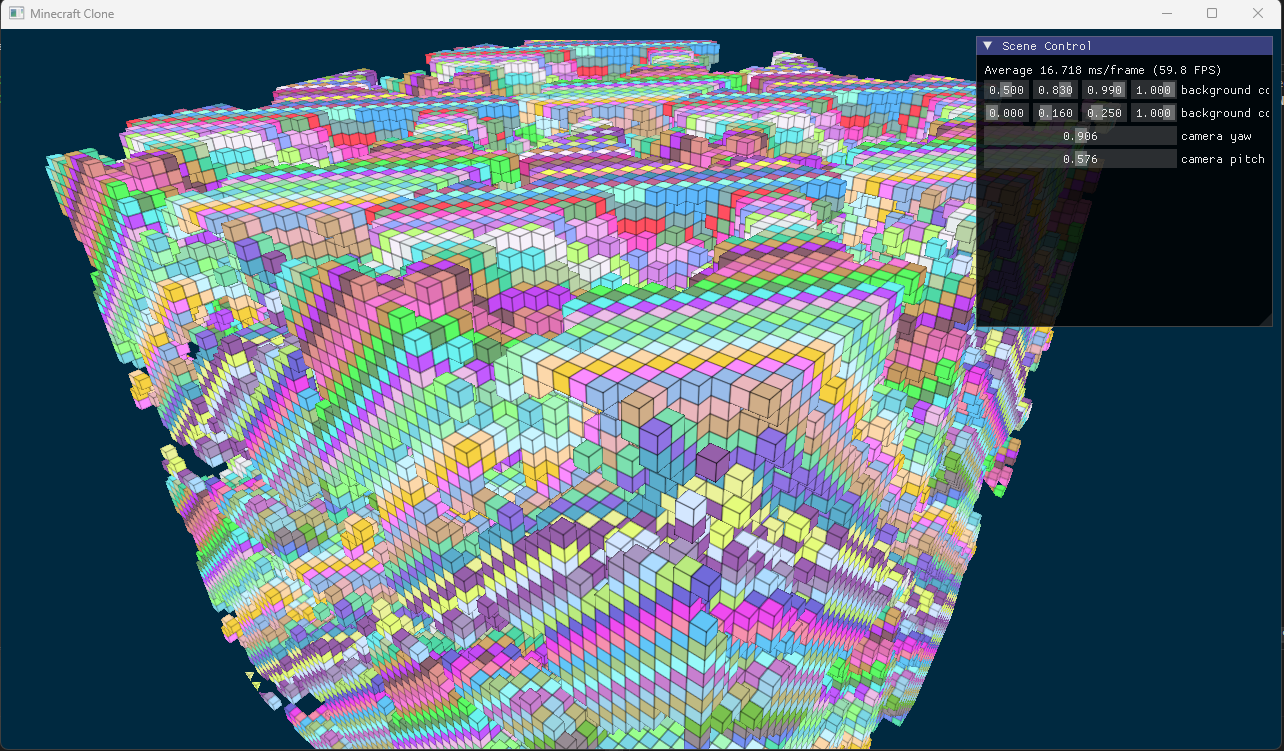 Minecraft Clone
Scene Control
Average 16.718 ms/frame (59.8 FPS)
0.500 0.830 0.990 1.000 background co
0.000 0.160 0.250 1.000 background co
0.906 camera yaw
0.576 camera pitch